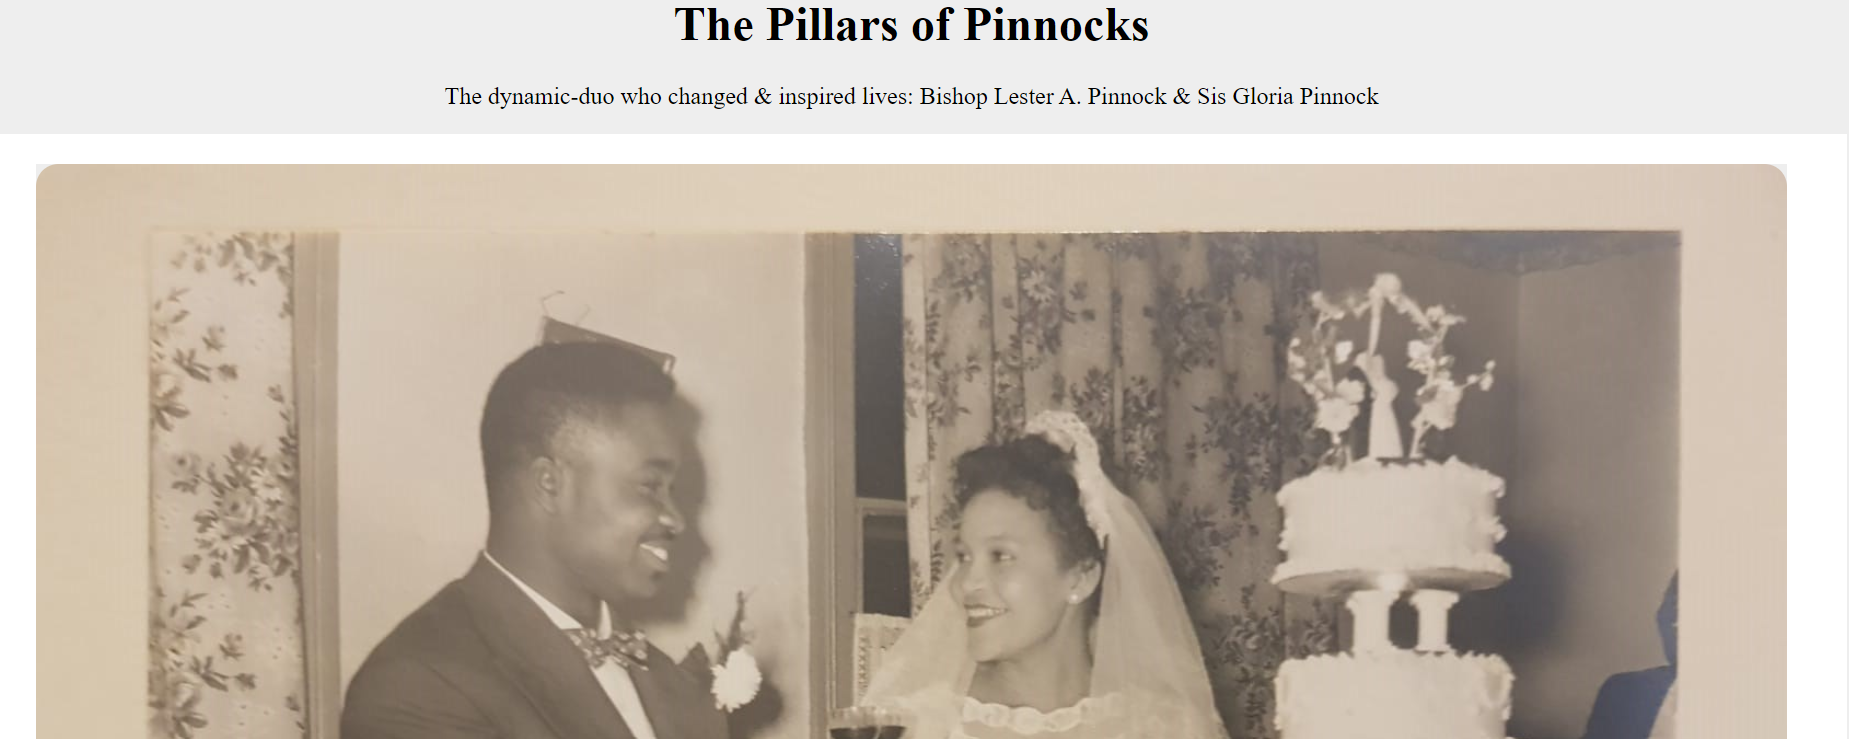 The Pillars of Pinnocks
The dynamic-duo who changed & inspired lives: Bishop Lester A. Pinnock & Sis Gloria Pinnock